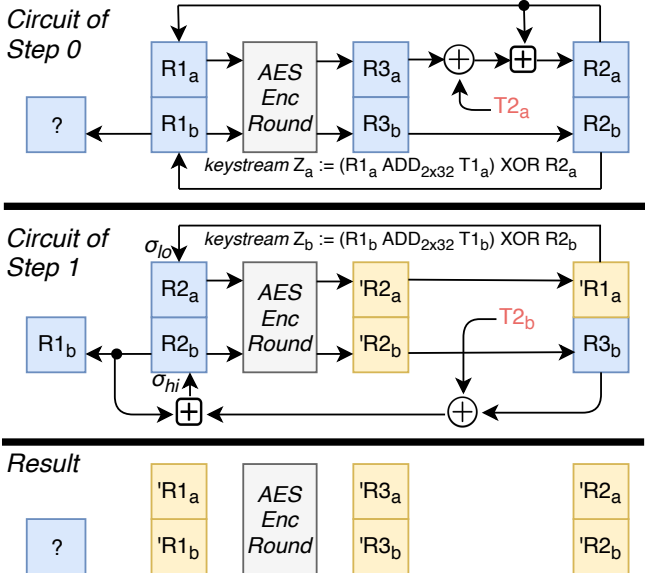 Circuit of
Step 0
R1a
AES
Enc
Round
R3a
R2a
T2a
?
R1b
R3b
R2b
keystream Za := (R1a ADD2x32 T1a) XOR R2a
Circuit of
Step 1
σlo
keystream Zb := (R1b ADD2x32 T1b) XOR R2b
R2a
AES
Enc
Round
'R2a
'R1a
T2b
R1b
R2b
'R2b
R3b
σhi
Result
'R1a
AES
Enc
Round
'R3a
'R2a
?
'R1b
'R3b
'R2b